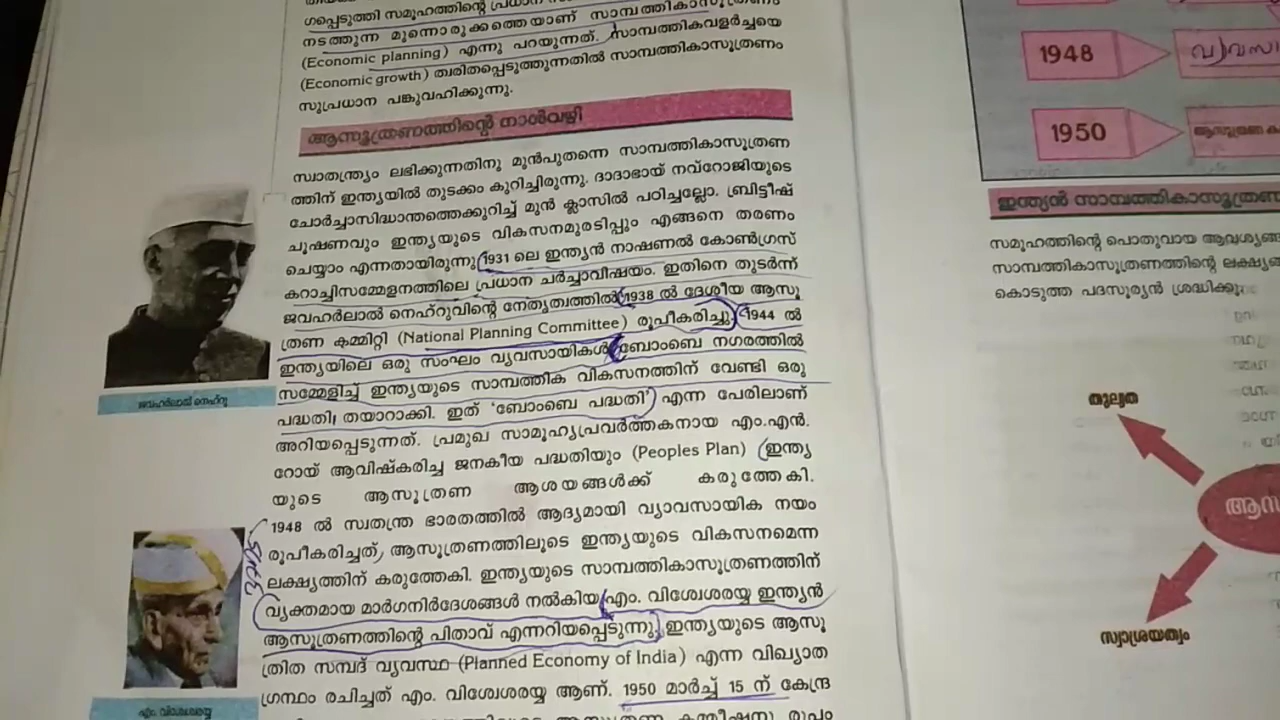 ഗപ്പെടുത്തി സമൂഹത്തിന്റെ പ്രധാന
നടത്തുന്ന മുന്നൊരുക്കത്തെയാണ് സാമ്പത്തികാസൂത്രണം
(Economic planning) എന്നു പറയുന്നത്. സാമ്പത്തികവളർച്ചയെ
(Economic growth) ത്വരിതപ്പെടുത്തുന്നതിൽ സാമ്പത്തികാസൂത്രണം
സുപ്രധാന പങ്കുവഹിക്കുന്നു.
ആസൂത്രണത്തിന്റെ നാൾവഴി
സ്വാതന്ത്ര്യം ലഭിക്കുന്നതിനു മുൻപുതന്നെ സാമ്പത്തികാസൂത്രണ
ത്തിന് ഇന്ത്യയിൽ തുടക്കം കുറിച്ചിരുന്നു. ദാദാഭായ് നവ്റോജിയുടെ
ചോർച്ചാസിദ്ധാന്തത്തെക്കുറിച്ച് മുൻ ക്ലാസിൽ പഠിച്ചല്ലോ. ബ്രിട്ടീഷ്
ചൂഷണവും ഇന്ത്യയുടെ വികസനമുരടിപ്പും എങ്ങനെ തരണം
ചെയ്യാം എന്നതായിരുന്നു 1931 ലെ ഇന്ത്യൻ നാഷണൽ കോൺഗ്രസ്
കറാച്ചിസമ്മേളനത്തിലെ പ്രധാന ചർച്ചാവിഷയം. ഇതിനെ തുടർന്ന്
ജവഹർലാൽ നെഹ്റുവിന്റെ നേതൃത്വത്തിൽ 1938 ൽ ദേശീയ ആസൂ
ത്രണ കമ്മിറ്റി (National Planning Committee) രൂപീകരിച്ചു. 1944 ൽ
ഇന്ത്യയിലെ ഒരു സംഘം വ്യവസായികൾ ബോംബെ നഗരത്തിൽ
സമ്മേളിച്ച് ഇന്ത്യയുടെ സാമ്പത്തിക വികസനത്തിന് വേണ്ടി ഒരു
പദ്ധതി തയാറാക്കി. ഇത് 'ബോംബെ പദ്ധതി' എന്ന പേരിലാണ്
അറിയപ്പെടുന്നത്. പ്രമുഖ സാമൂഹ്യപ്രവർത്തകനായ എം.എൻ.
റോയ് ആവിഷ്കരിച്ച ജനകീയ പദ്ധതിയും (Peoples Plan) ഇന്ത്യ
യുടെ ആസൂത്രണ ആശയങ്ങൾക്ക് കരുത്തേകി.
1948 ൽ സ്വതന്ത്ര ഭാരതത്തിൽ ആദ്യമായി വ്യാവസായിക നയം
രൂപീകരിച്ചത്, ആസൂത്രണത്തിലൂടെ ഇന്ത്യയുടെ വികസനമെന്ന
ലക്ഷ്യത്തിന് കരുത്തേകി. ഇന്ത്യയുടെ സാമ്പത്തികാസൂത്രണത്തിന്
വ്യക്തമായ മാർഗനിർദേശങ്ങൾ നൽകിയ എം. വിശ്വേശരയ്യ ഇന്ത്യൻ
ആസൂത്രണത്തിന്റെ പിതാവ് എന്നറിയപ്പെടുന്നു. ഇന്ത്യയുടെ ആസൂ
ത്രിത സമ്പദ് വ്യവസ്ഥ (Planned Economy of India) എന്ന വിഖ്യാത
ഗ്രന്ഥം രചിച്ചത് എം. വിശ്വേശരയ്യ ആണ്. 1950 മാർച്ച് 15 ന് കേന്ദ്ര
ജവഹർലാൽ നെഹ്റു
എം. വിശ്വേശരയ്യ
1948
1950
ആസൂത്രണ
ഇന്ത്യൻ സാമ്പത്തികാസൂത്രണ
സമൂഹത്തിന്റെ പൊതുവായ
സാമ്പത്തികാസൂത്രണത്തിന്റെ
കൊടുത്ത പദസൂര്യൻ ശ്രദ്ധിക്കൂ:
തുല്യത
സ്വാശ്രയത്വം